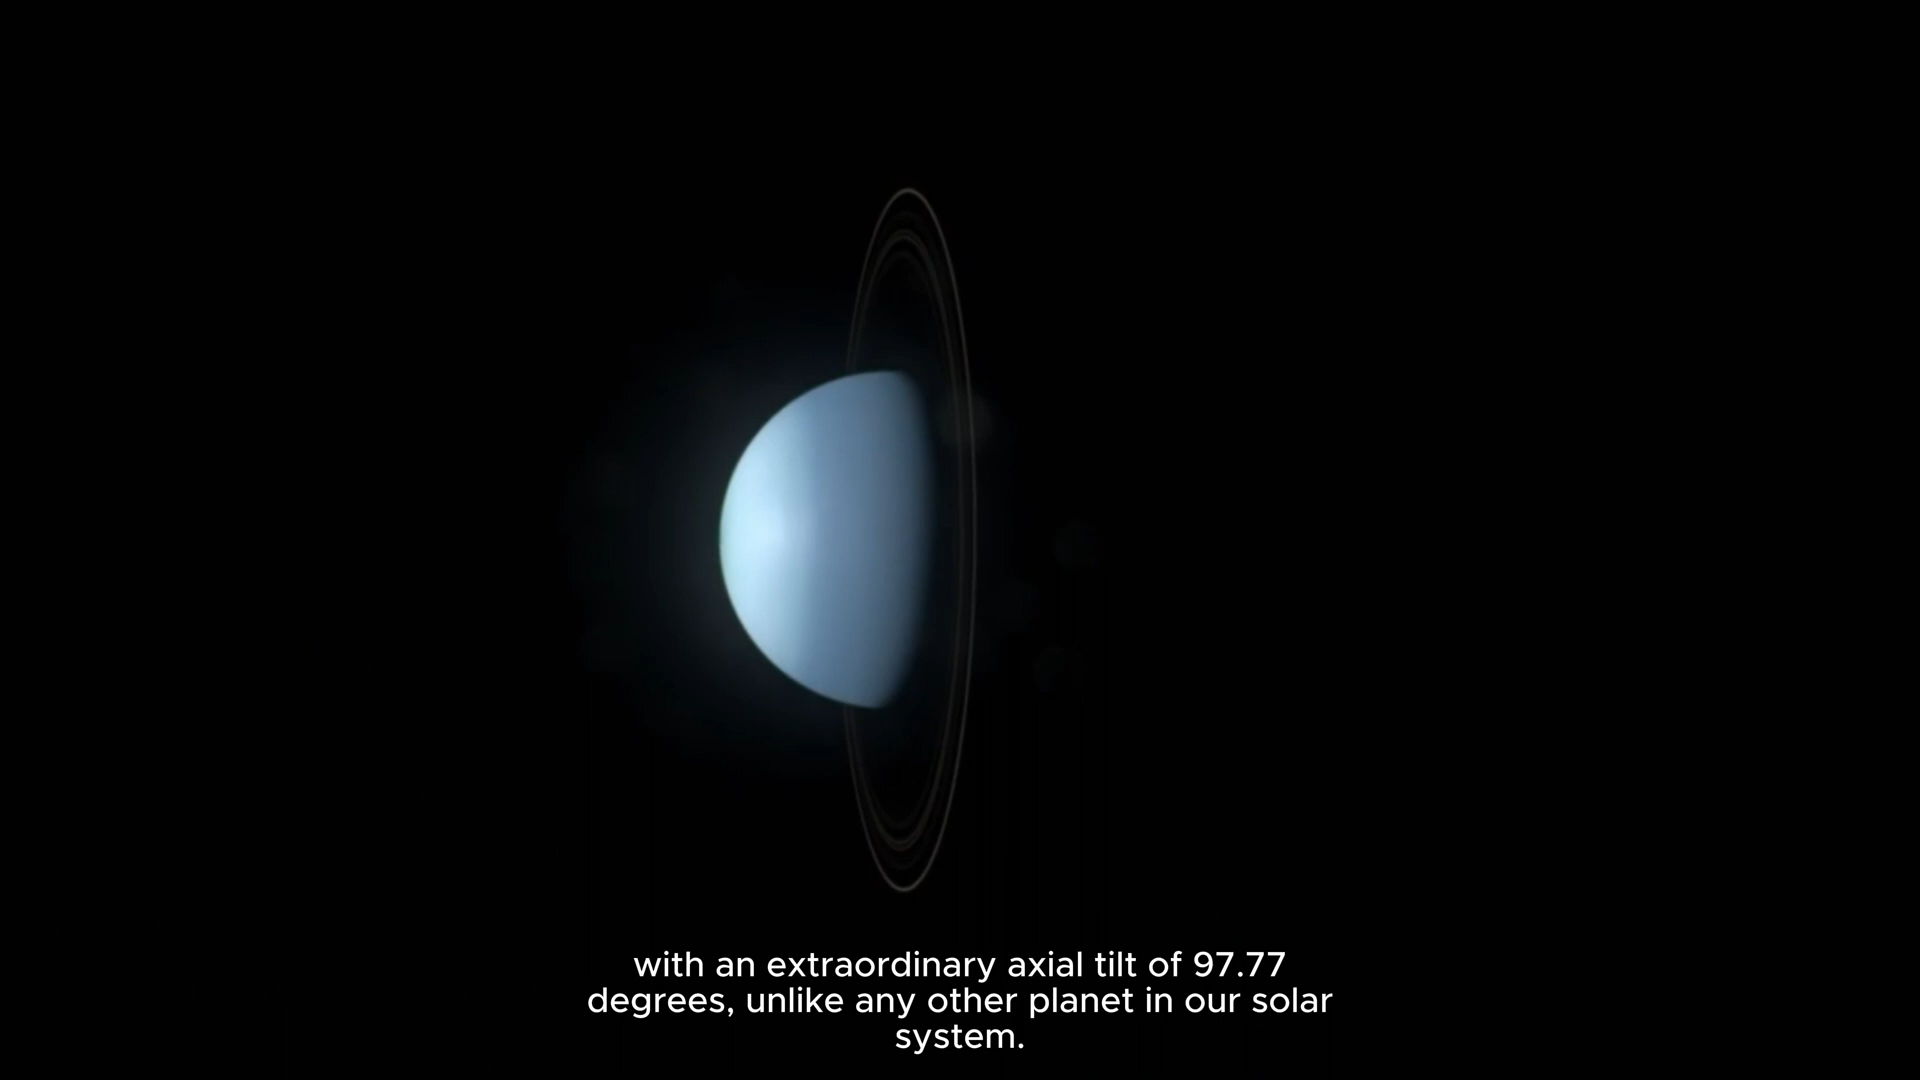 with an extraordinary axial tilt of 97.77
degrees, unlike any other planet in our solar
system.